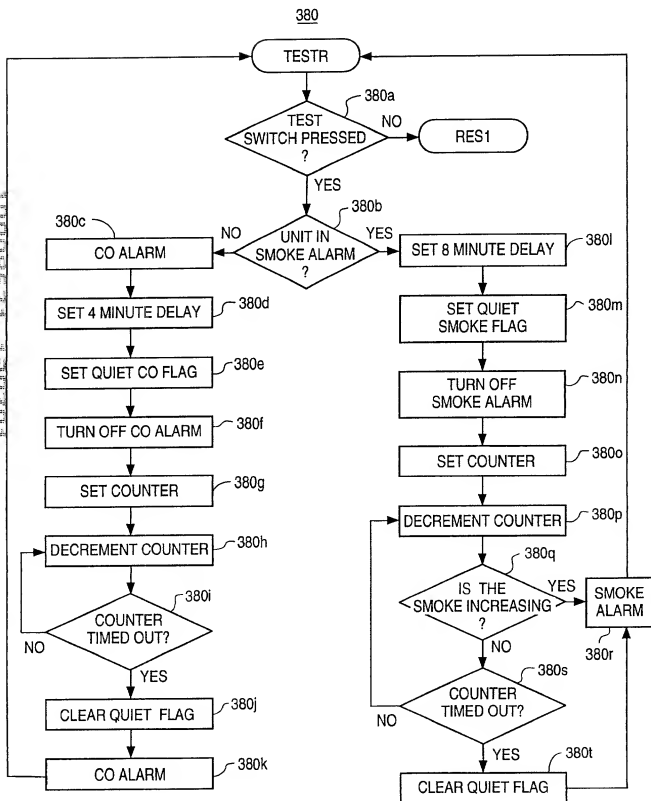 380
TESTR
380a
TEST
SWITCH PRESSED
?
NO
RES1
YES
380b
UNIT IN
SMOKE ALARM
?
NO
YES
380c
CO ALARM
SET 4 MINUTE DELAY
380d
SET QUIET CO FLAG
380e
TURN OFF CO ALARM
380f
SET COUNTER
380g
DECREMENT COUNTER
380h
380i
COUNTER
TIMED OUT?
NO
YES
CLEAR QUIET FLAG
380j
CO ALARM
380k
SET 8 MINUTE DELAY
380l
SET QUIET
SMOKE FLAG
380m
TURN OFF
SMOKE ALARM
380n
SET COUNTER
380o
DECREMENT COUNTER
380p
380q
IS THE
SMOKE INCREASING
?
YES
SMOKE
ALARM
380r
NO
380s
COUNTER
TIMED OUT?
NO
YES
380t
CLEAR QUIET FLAG